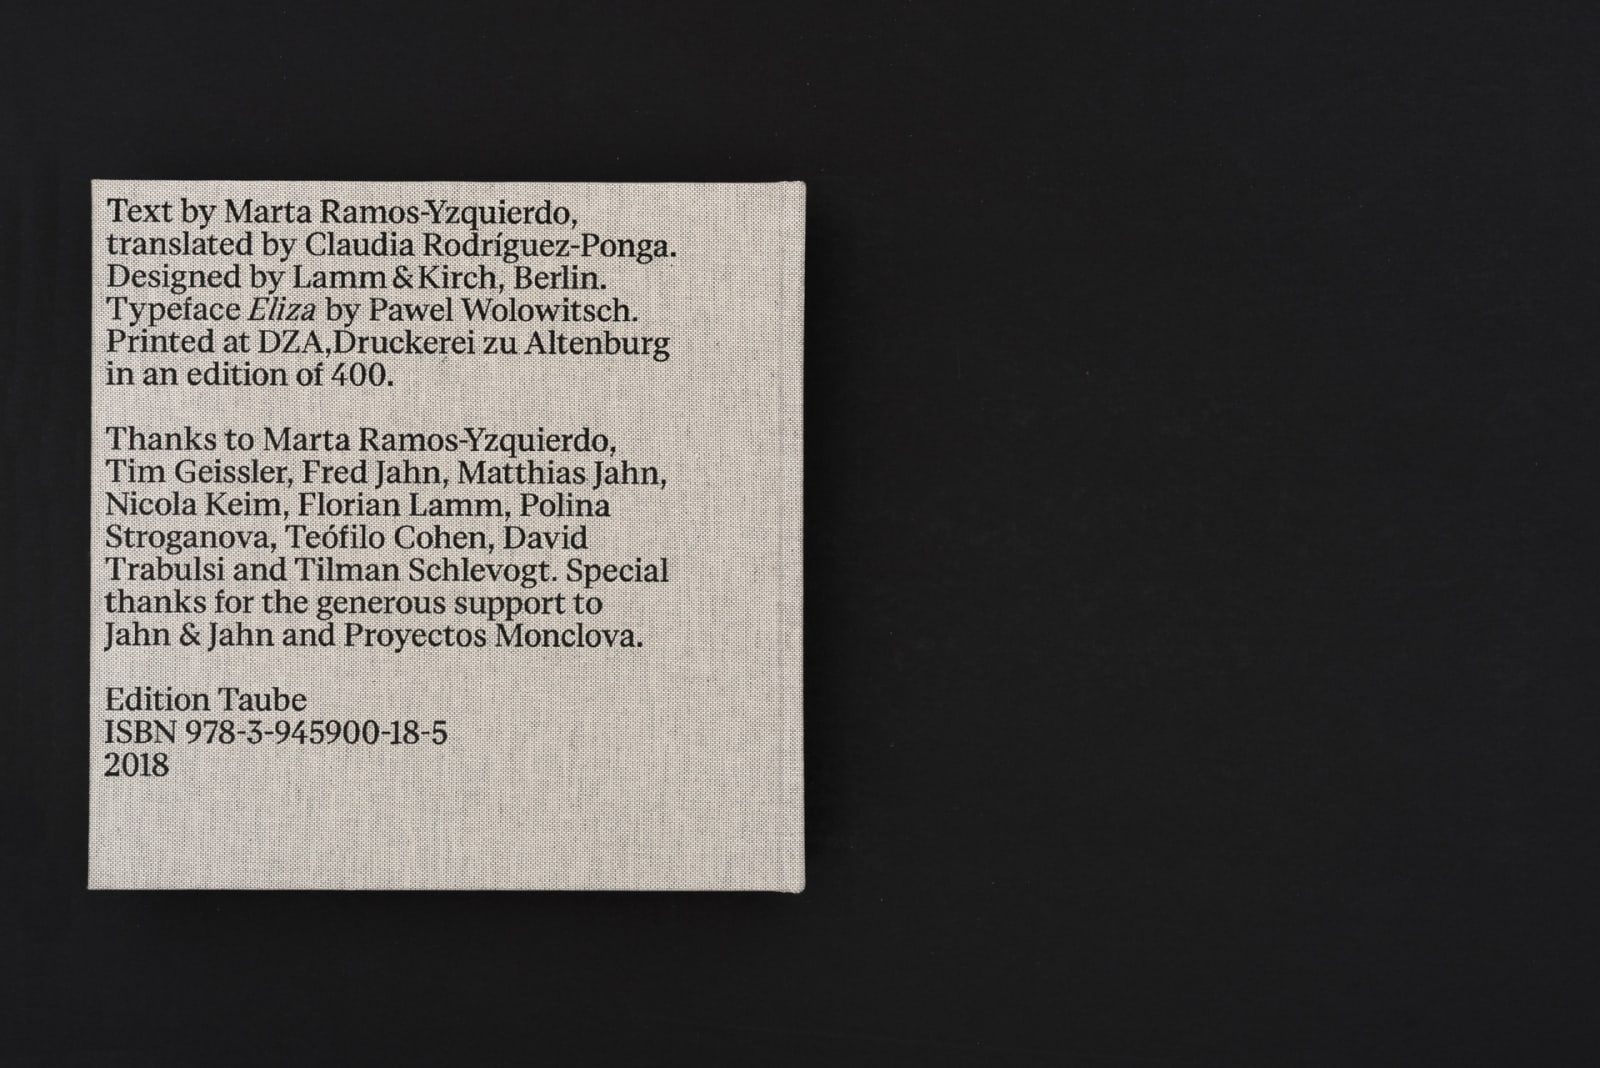 Text by Marta Ramos-Yzquierdo,
translated by Claudia Rodríguez-Ponga.
Designed by Lamm & Kirch, Berlin.
Typeface Eliza by Pawel Wolowitsch.
Printed at DZA,Druckerei zu Altenburg
in an edition of 400.
Thanks to Marta Ramos-Yzquierdo,
Tim Geissler, Fred Jahn, Matthias Jahn,
Nicola Keim, Florian Lamm, Polina
Stroganova, Teófilo Cohen, David
Trabulsi and Tilman Schlevogt. Special
thanks for the generous support to
Jahn & Jahn and Proyectos Monclova.
Edition Taube
ISBN 978-3-945900-18-5
2018